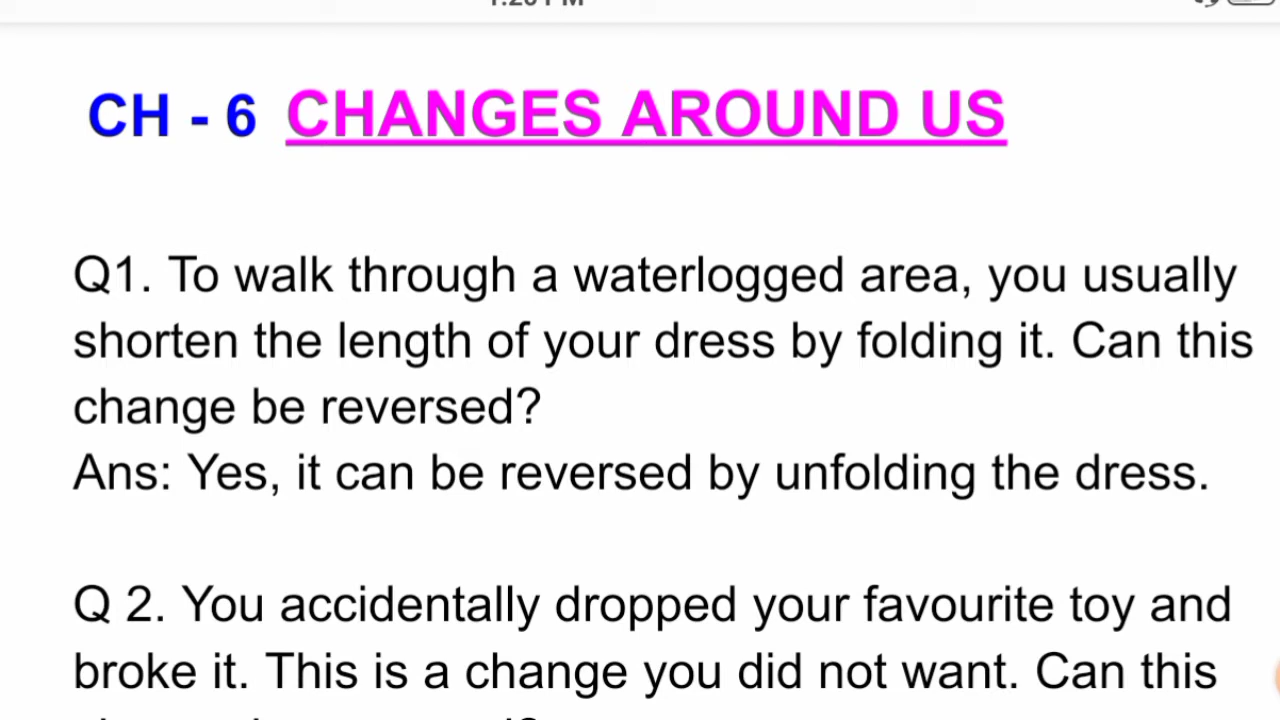 CH - 6 CHANGES AROUND US
Q1. To walk through a waterlogged area, you usually
shorten the length of your dress by folding it. Can this
change be reversed?
Ans: Yes, it can be reversed by unfolding the dress.
Q 2. You accidentally dropped your favourite toy and
broke it. This is a change you did not want. Can this